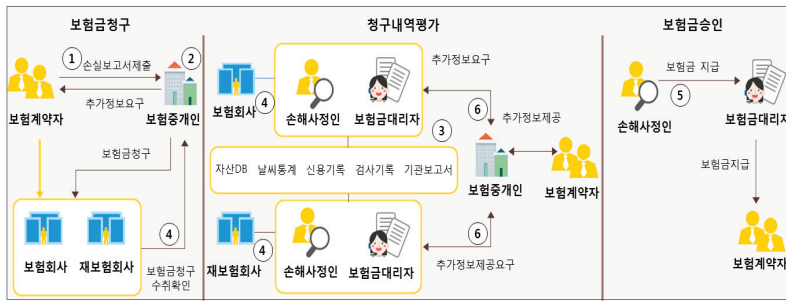 보험금청구
① 손실보고서제출
②
추가정보요구
보험계약자
보험중개인
보험금청구
보험회사
재보험회사
④
보험금청구
수취확인
청구내역평가
보험회사
④
손해사정인
보험금대리자
추가정보요구
⑥
③
자산DB 날씨통계 신용기록 검사기록 기관보고서
추가정보제공
보험중개인
보험계약자
재보험회사
④
손해사정인
보험금대리자
⑥
추가정보제공요구
보험금승인
보험금 지급
⑤
손해사정인
보험금대리자
보험금지급
보험계약자